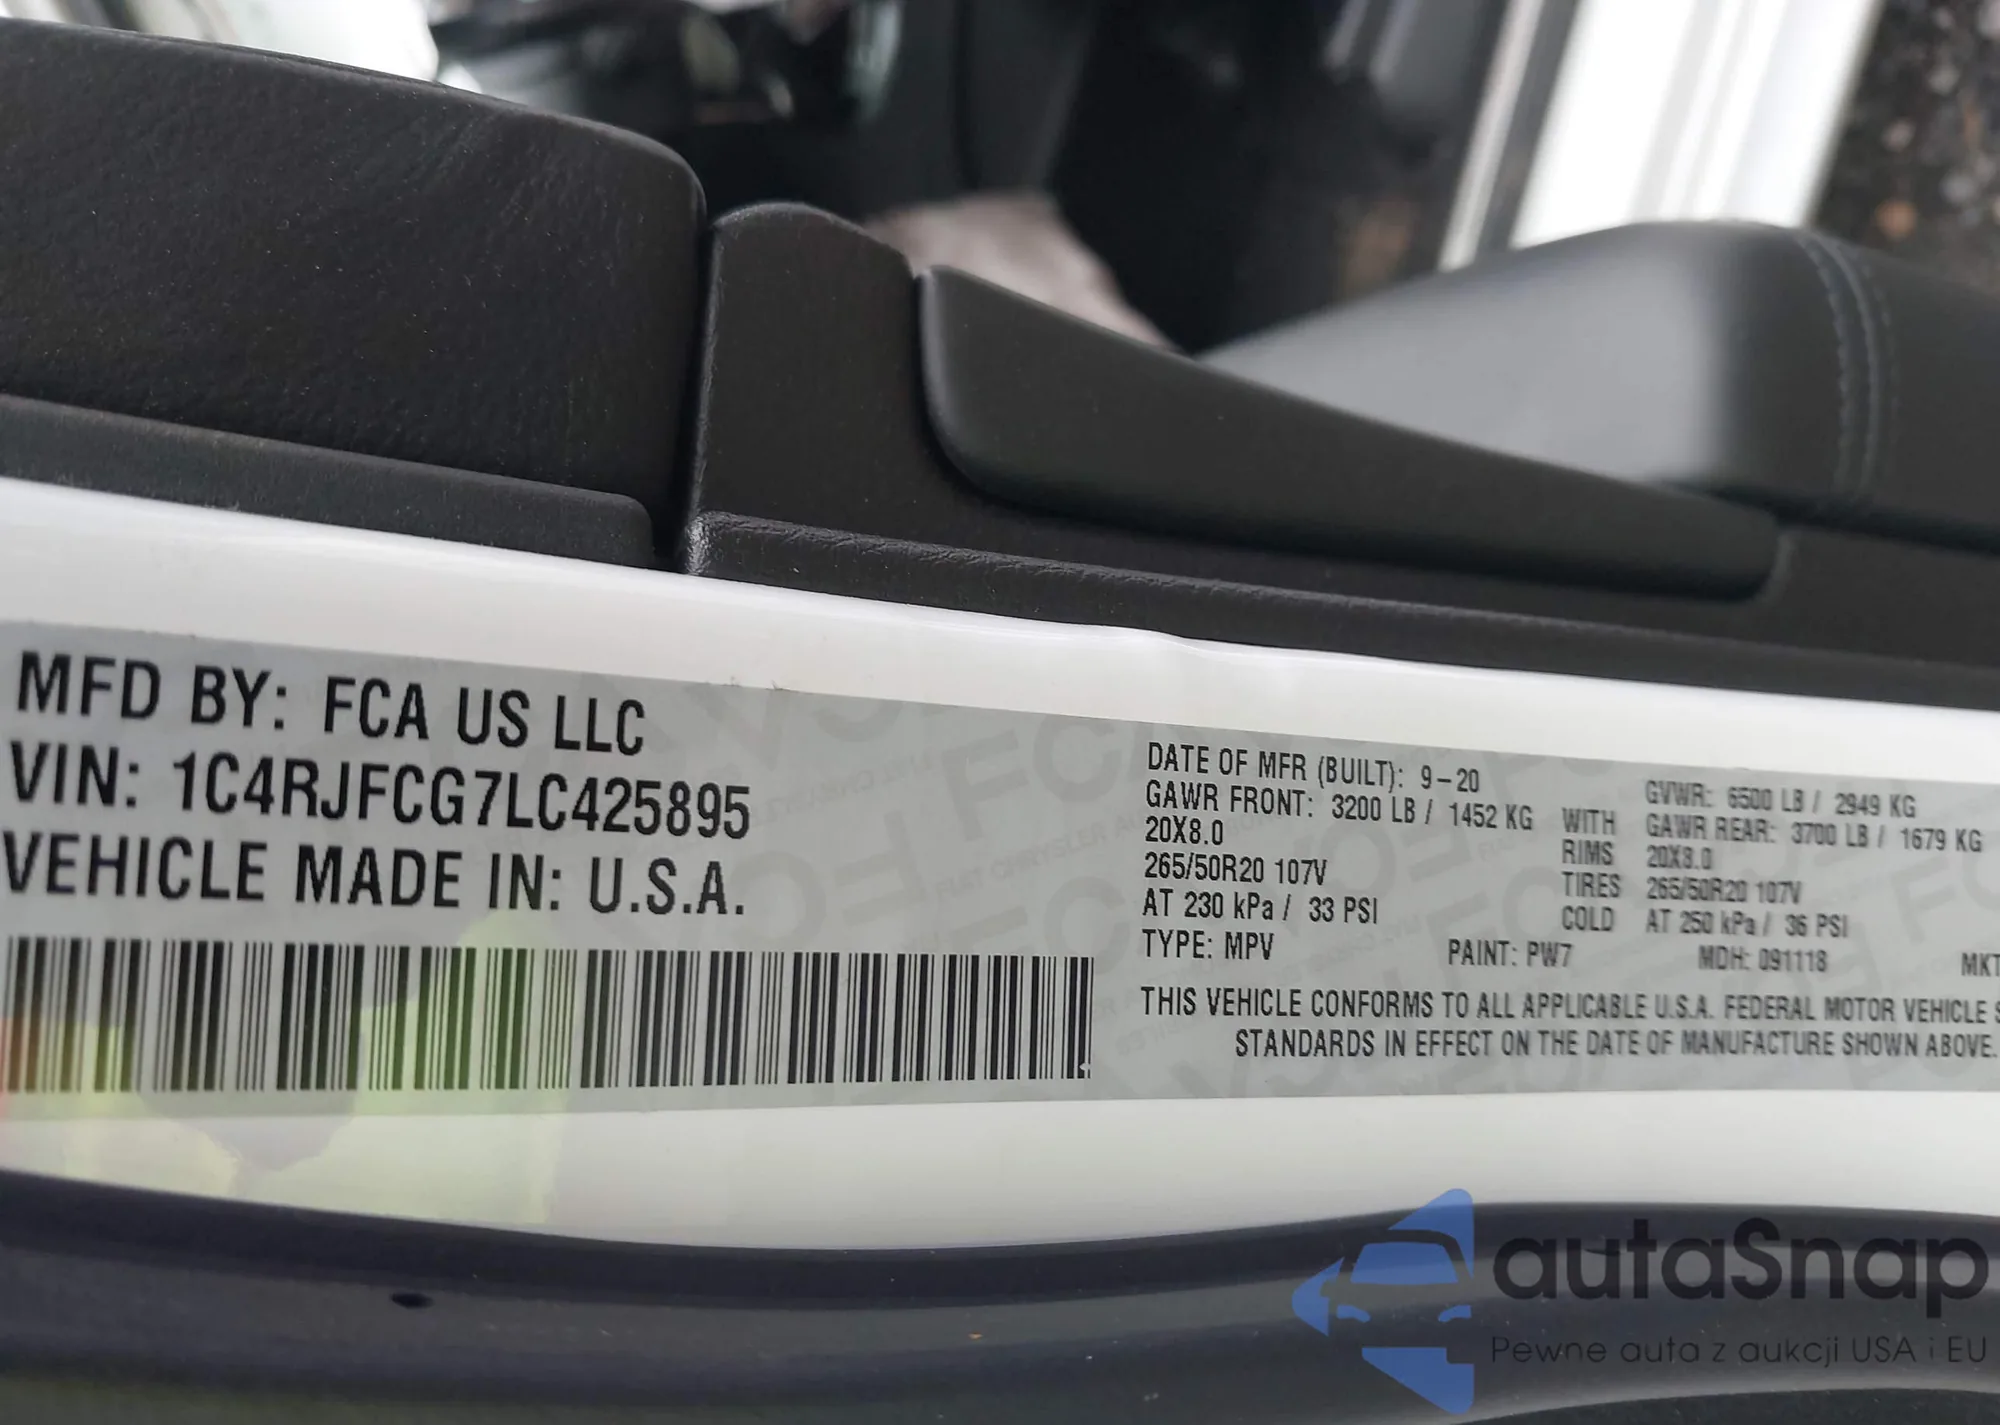 MFD BY: FCA US LLC
VIN: 1C4RJFCG7LC425895
VEHICLE MADE IN: U.S.A.
DATE OF MFR (BUILT): 9-20 GVWR: 6500 LB / 2949 KG
GAWR FRONT: 3200 LB / 1452 KG WITH GAWR REAR: 3700 LB / 1679 KG
20X8.0 RIMS 20X8.0
265/50R20 107V TIRES 265/50R20 107V
AT 230 kPa / 33 PSI COLD AT 250 kPa / 36 PSI
TYPE: MPV PAINT: PW7 MDH: 091118 MKT
THIS VEHICLE CONFORMS TO ALL APPLICABLE U.S.A. FEDERAL MOTOR VEHICLE S
STANDARDS IN EFFECT ON THE DATE OF MANUFACTURE SHOWN ABOVE.
autaSnap
Pewne auta z aukcji USA i EU